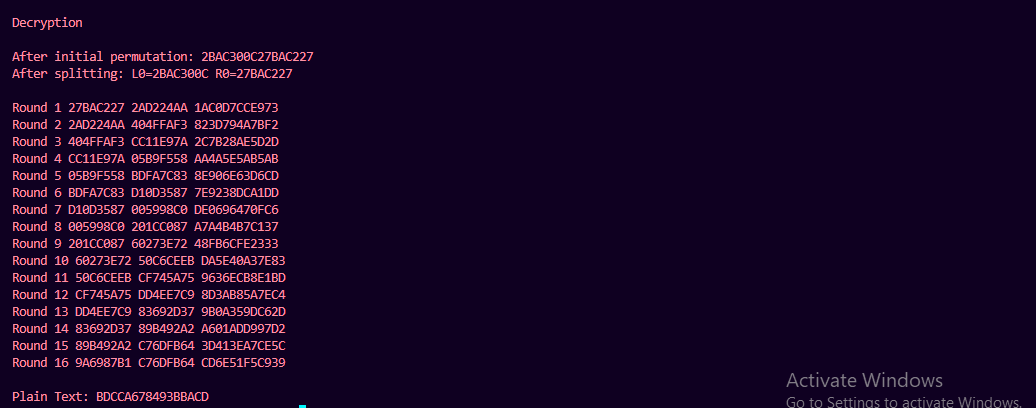 Decryption
After initial permutation: 2BAC300C27BAC227
After splitting: L0=2BAC300C R0=27BAC227
Round 1 27BAC227 2AD224AA 1AC0D7CCE973
Round 2 2AD224AA 404FFAF3 823D794A7BF2
Round 3 404FFAF3 CC11E97A 2C7B28AE5D2D
Round 4 CC11E97A 05B9F558 AA4A5E5AB5AB
Round 5 05B9F558 BDFA7C83 8E906E63D6CD
Round 6 BDFA7C83 D10D3587 7E9238DCA1DD
Round 7 D10D3587 005998C0 DE0696470FC6
Round 8 005998C0 201CC087 A7A4B4B7C137
Round 9 201CC087 60273E72 48FB6CFE2333
Round 10 60273E72 50C6CEEB DA5E40A37E83
Round 11 50C6CEEB CF745A75 9636ECB8E1BD
Round 12 CF745A75 DD4EE7C9 8D3AB85A7EC4
Round 13 DD4EE7C9 83692D37 9B0A359DC62D
Round 14 83692D37 89B492A2 A601ADD997D2
Round 15 89B492A2 C76DFB64 3D413EA7CE5C
Round 16 9A6987B1 C76DFB64 CD6E51F5C939
Plain Text: BDCCA678493BBACD
Activate Windows
Go to Settings to activate Windows.